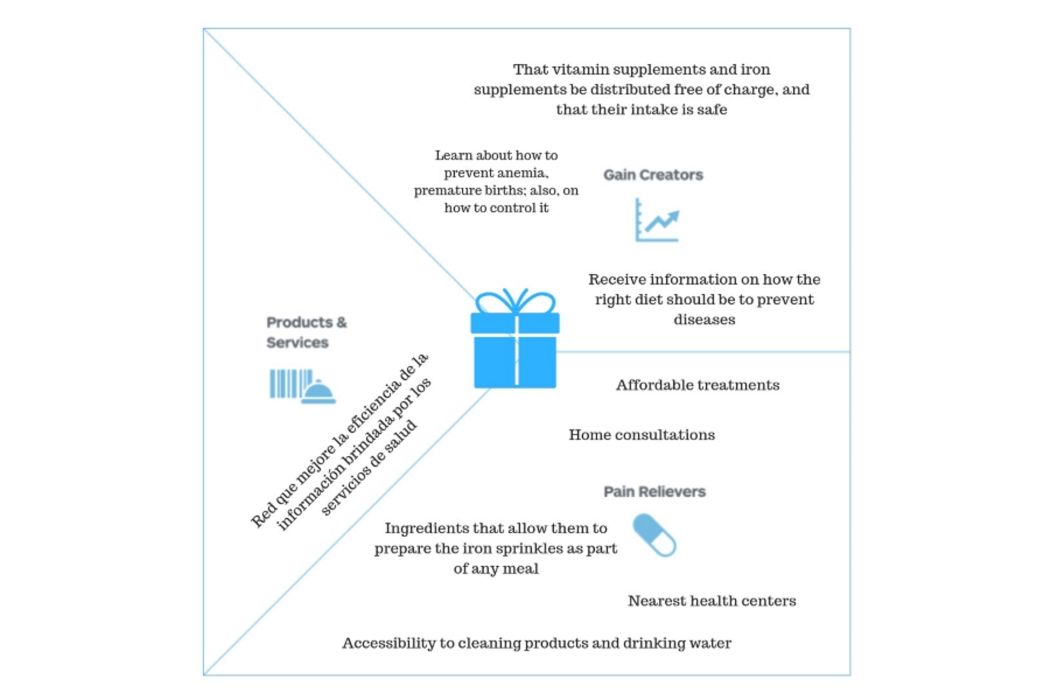 That vitamin supplements and iron
supplements be distributed free of charge, and
that their intake is safe
Learn about how to
prevent anemia,
premature births; also, on
how to control it
Gain Creators
Receive information on how the
right diet should be to prevent
diseases
Products &
Services
Red que mejore la eficiencia de la
información brindada por los
servicios de salud
Affordable treatments
Home consultations
Pain Relievers
Ingredients that allow them to
prepare the iron sprinkles as part
of any meal
Nearest health centers
Accessibility to cleaning products and drinking water